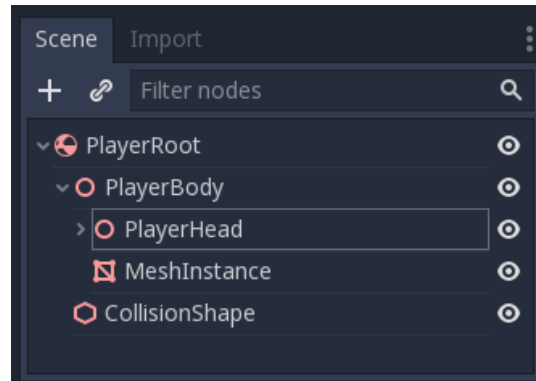 Scene Import
Filter nodes
PlayerRoot
PlayerBody
PlayerHead
MeshInstance
CollisionShape